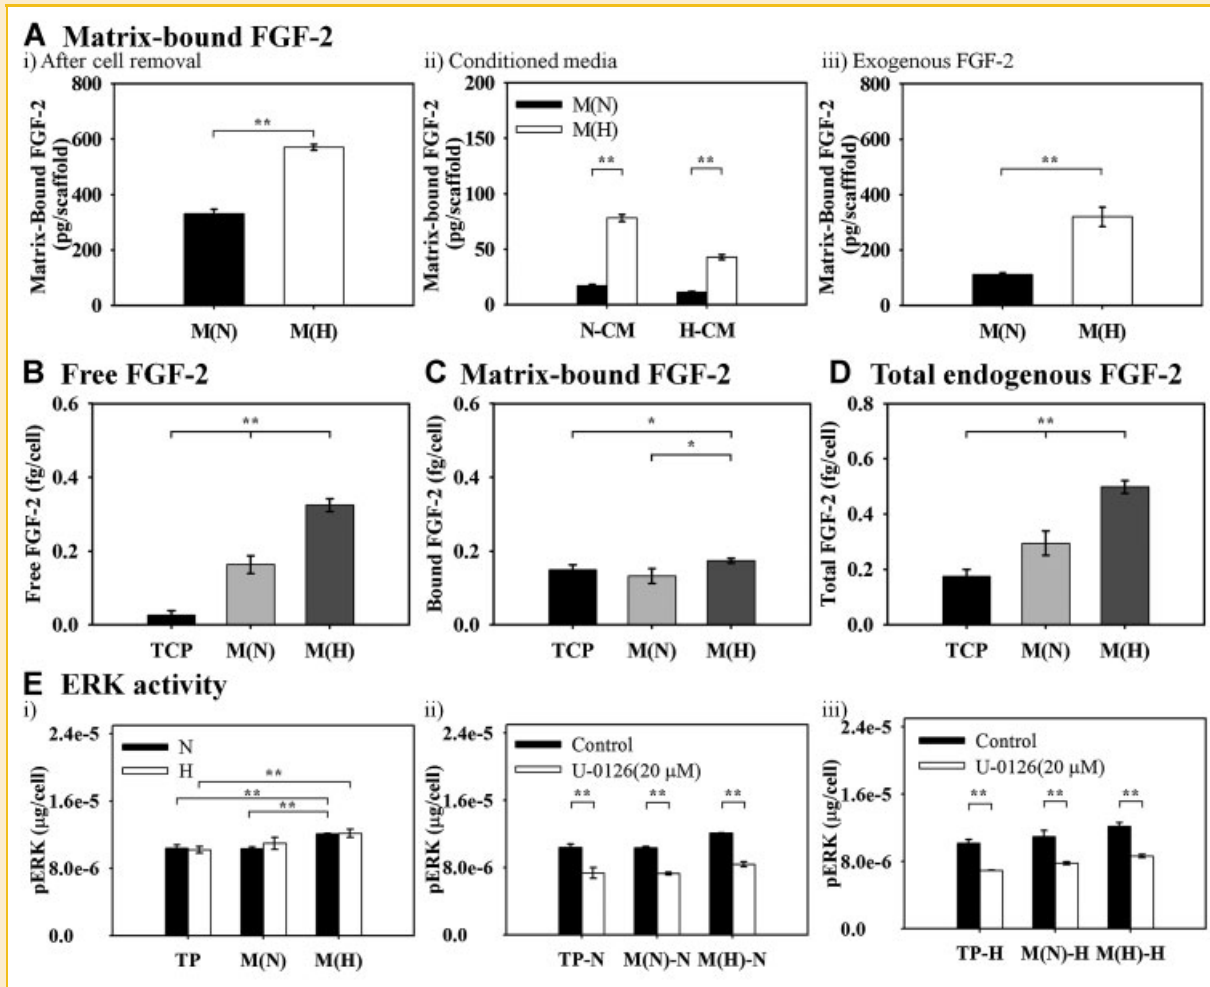 A Matrix-bound FGF-2
i) After cell removal
Matrix-Bound FGF-2
(pg/scaffold)
800
600
400
200
0
**
M(N) M(H)
ii) Conditioned media
Matrix-bound FGF-2
(pg/scaffold)
200
150
100
50
0
M(N)
M(H)
** **
N-CM H-CM
iii) Exogenous FGF-2
Matrix-Bound FGF-2
(pg/scafffold)
800
600
400
200
0
**
M(N) M(H)
B Free FGF-2
Free FGF-2 (fg/cell)
0.6
0.4
0.2
0.0
**
TCP M(N) M(H)
C Matrix-bound FGF-2
Bound FGF-2 (fg/cell)
0.6
0.4
0.2
0.0
*
*
TCP M(N) M(H)
D Total endogenous FGF-2
Total FGF-2 (fg/cell)
0.8
0.6
0.4
0.2
0.0
**
TCP M(N) M(H)
E ERK activity
i)
pERK (µg/cell)
2.4e-5
1.6e-5
8.0e-6
0.0
N
H
**
**
**
TP M(N) M(H)
ii)
pERK (µg/cell)
2.4e-5
1.6e-5
8.0e-6
0.0
Control
U-0126(20 µM)
** ** **
TP-N M(N)-N M(H)-N
iii)
pERK (µg/cell)
2.4e-5
1.6e-5
8.0e-6
0.0
Control
U-0126(20 µM)
** ** **
TP-H M(N)-H M(H)-H